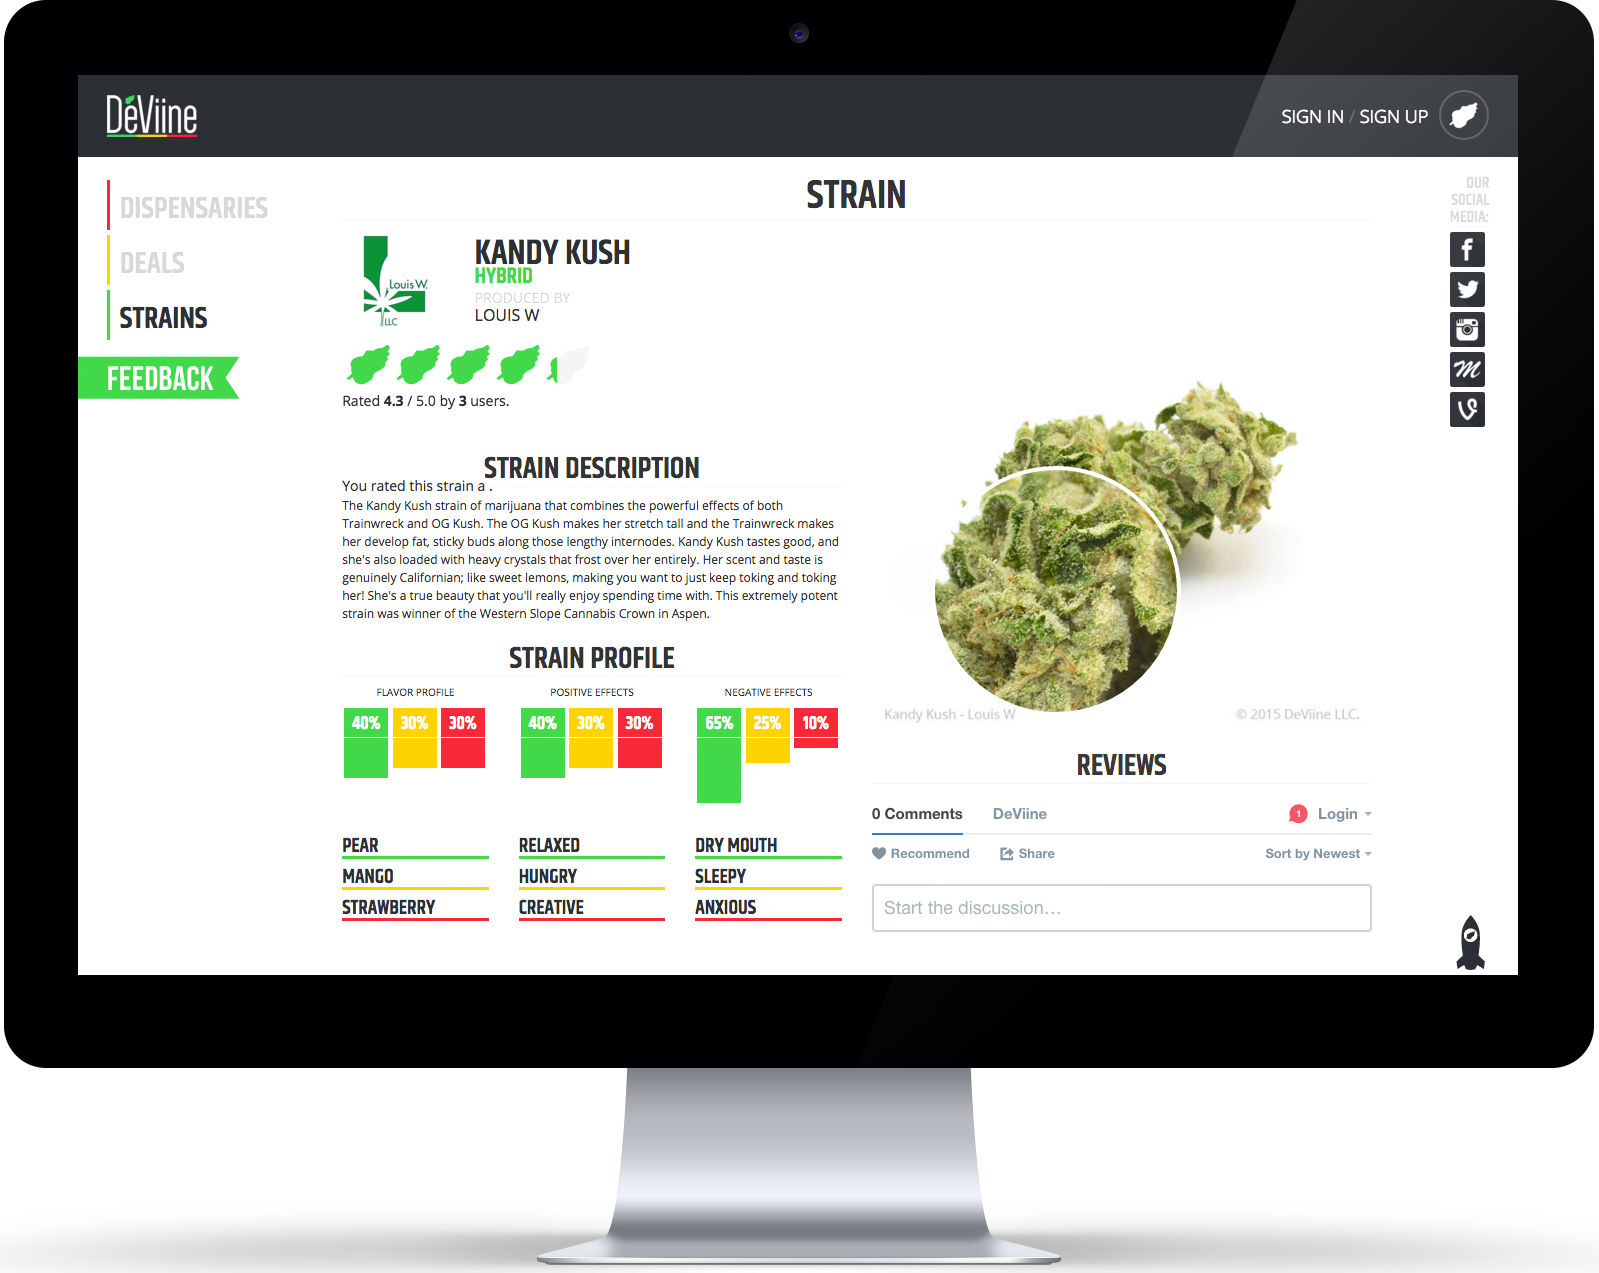 DéViine
SIGN IN / SIGN UP
DISPENSARIES
DEALS
STRAINS
FEEDBACK
STRAIN
OUR
SOCIAL
MEDIA:
Louis W.
LLC
KANDY KUSH
HYBRID
PRODUCED BY
LOUIS W
Rated 4.3 / 5.0 by 3 users.
STRAIN DESCRIPTION
You rated this strain a .
The Kandy Kush strain of marijuana that combines the powerful effects of both
Trainwreck and OG Kush. The OG Kush makes her stretch tall and the Trainwreck makes
her develop fat, sticky buds along those lengthy internodes. Kandy Kush tastes good, and
she's also loaded with heavy crystals that frost over her entirely. Her scent and taste is
genuinely Californian; like sweet lemons, making you want to just keep toking and toking
her! She's a true beauty that you'll really enjoy spending time with. This extremely potent
strain was winner of the Western Slope Cannabis Crown in Aspen.
STRAIN PROFILE
FLAVOR PROFILE
40% 30% 30%
PEAR
MANGO
STRAWBERRY
POSITIVE EFFECTS
40% 30% 30%
RELAXED
HUNGRY
CREATIVE
NEGATIVE EFFECTS
65% 25% 10%
DRY MOUTH
SLEEPY
ANXIOUS
Kandy Kush - Louis W
© 2015 DeViine LLC.
REVIEWS
0 Comments DeViine 1 Login
Recommend Share Sort by Newest
Start the discussion...